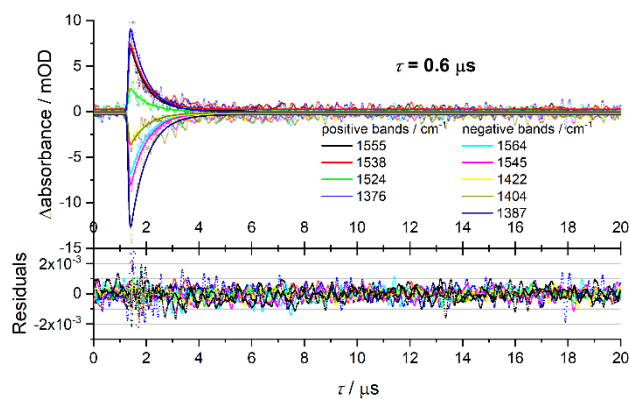 10
5
0
-5
-10
-15
Δabsorbance / mOD
τ = 0.6 μs
positive bands / cm⁻¹
1555
1538
1524
1376
negative bands / cm⁻¹
1564
1545
1422
1404
1387
0 2 4 6 8 10 12 14 16 18 20
Residuals
2x10⁻³
0
-2x10⁻³
0 2 4 6 8 10 12 14 16 18 20
τ / μs